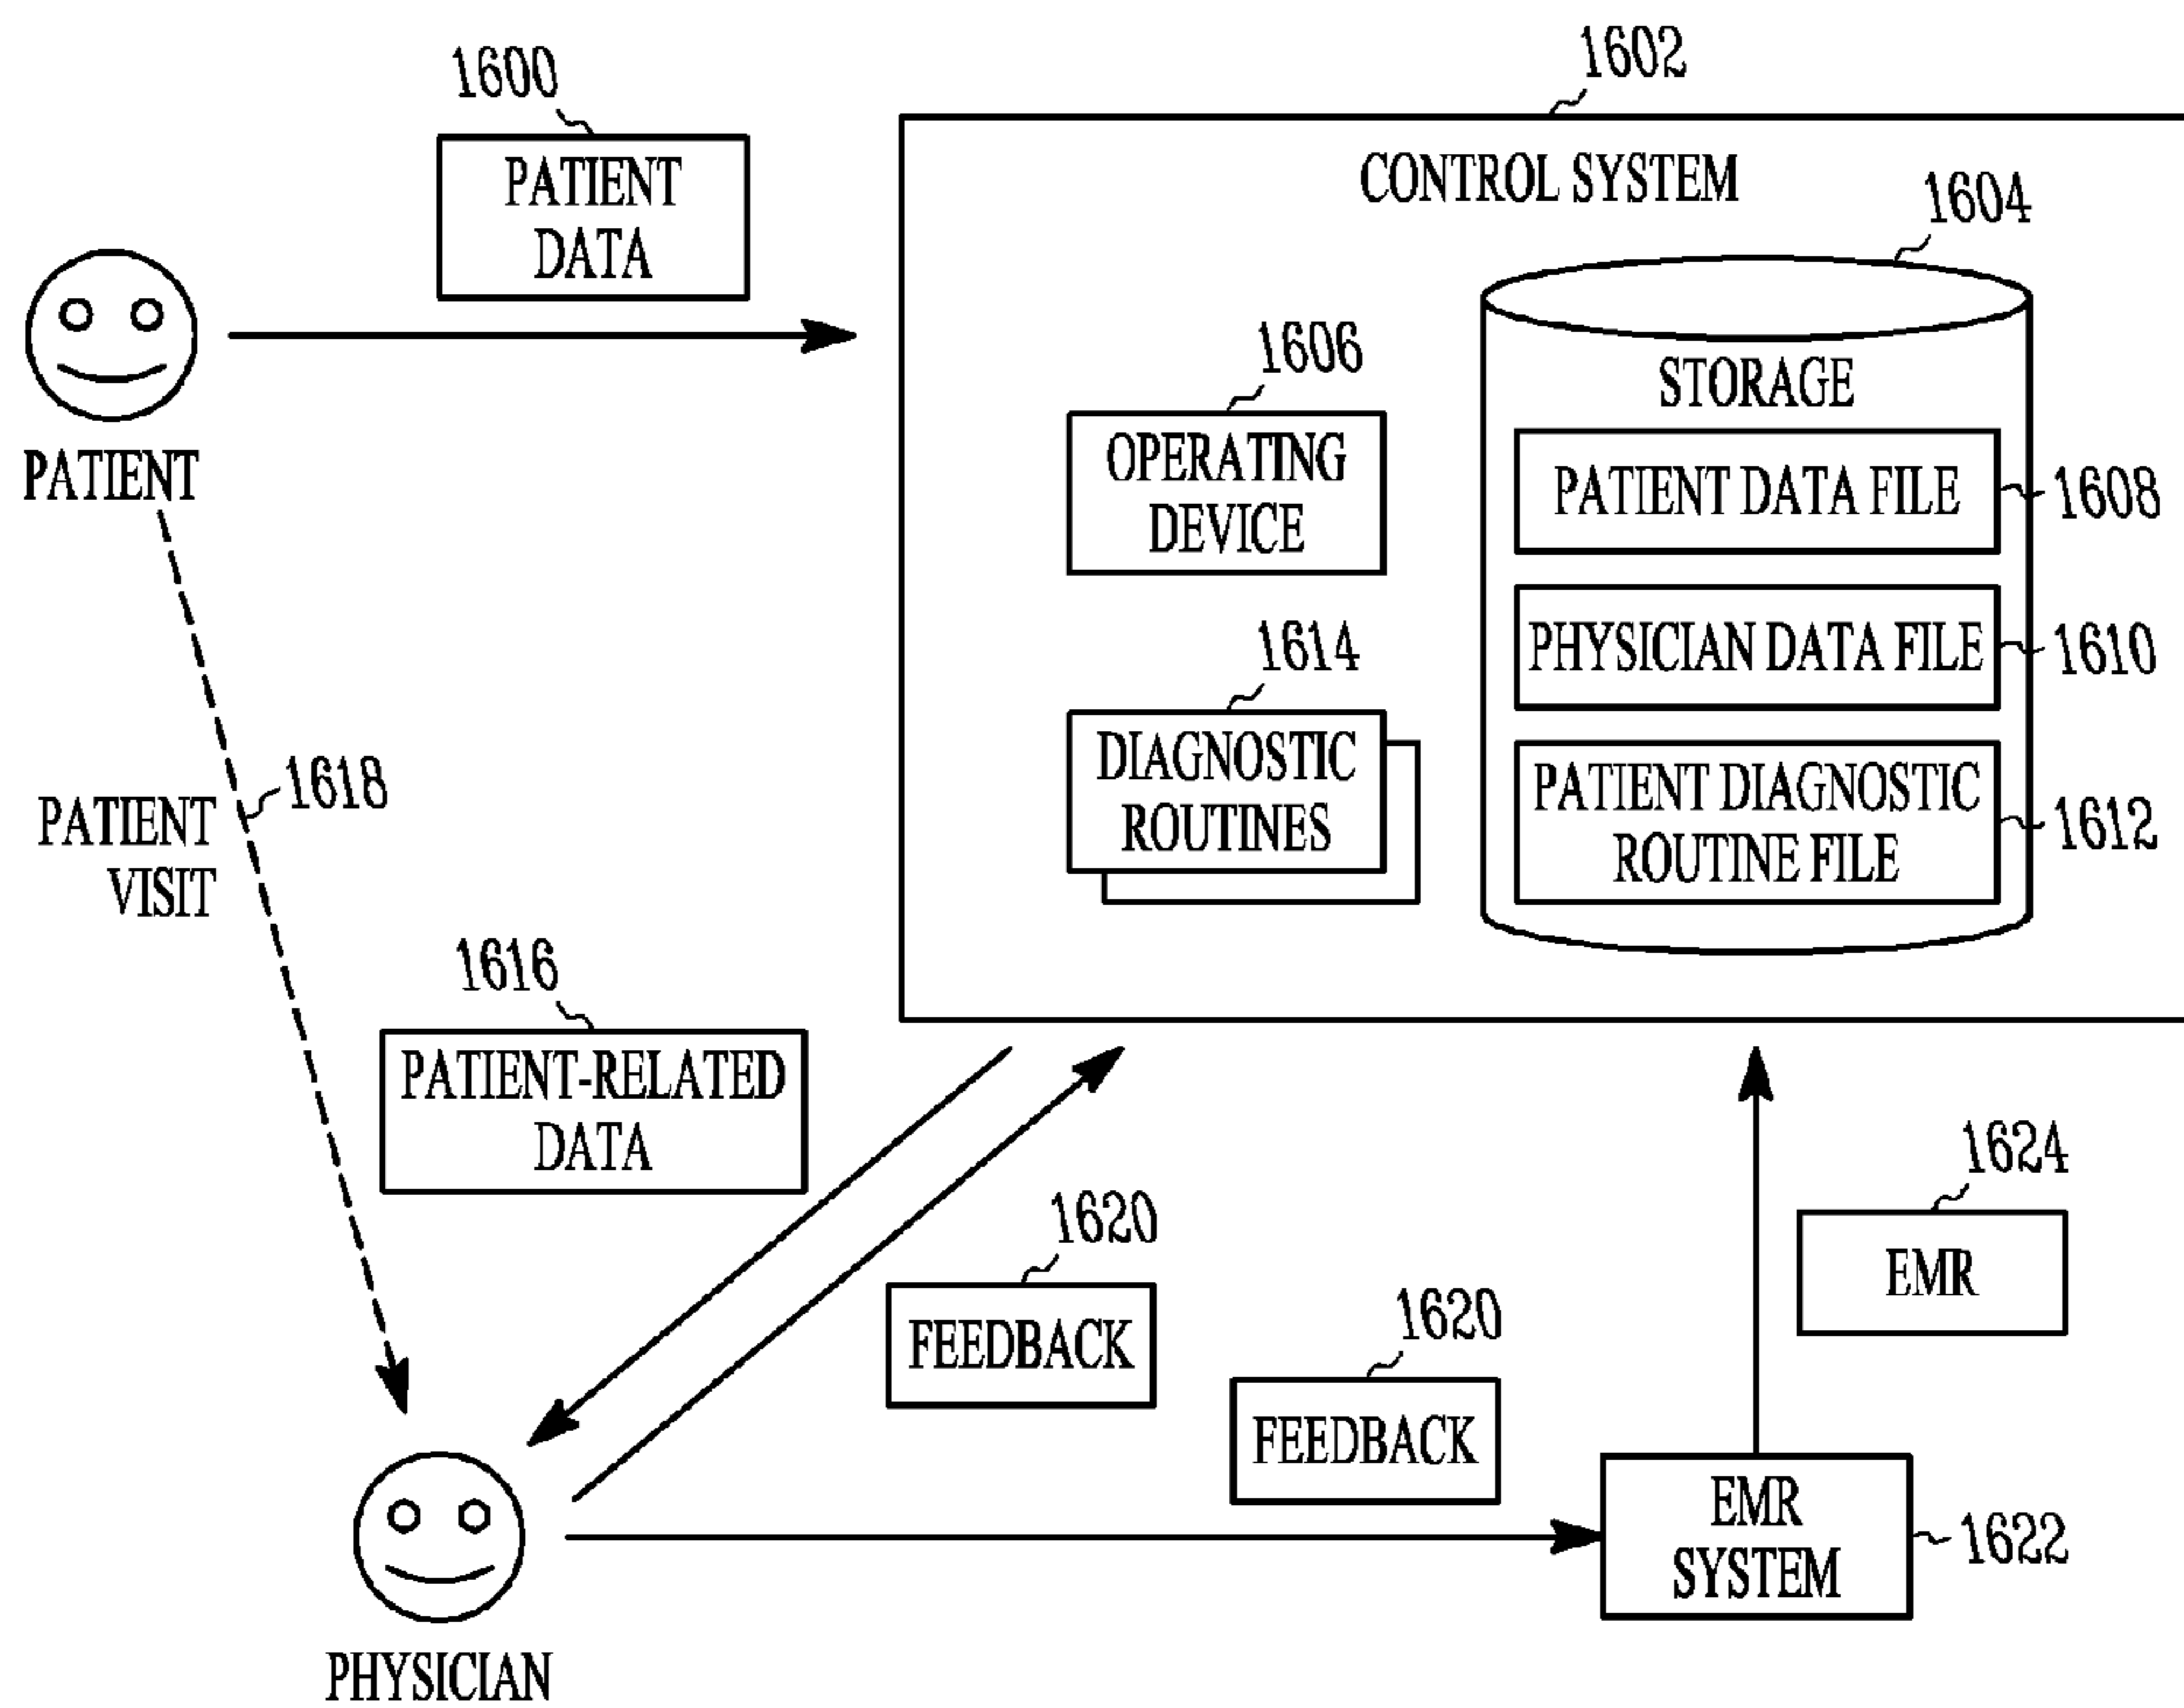 1600
PATIENT
DATA
1602
CONTROL SYSTEM
1604
STORAGE
1606
OPERATING
DEVICE
PATIENT DATA FILE
1608
PATIENT
PHYSICIAN DATA FILE
1610
1614
DIAGNOSTIC
ROUTINES
PATIENT DIAGNOSTIC
ROUTINE FILE
1612
PATIENT
VISIT
1618
1616
PATIENT-RELATED
DATA
1620
FEEDBACK
1624
EMR
1620
FEEDBACK
EMR
SYSTEM
1622
PHYSICIAN